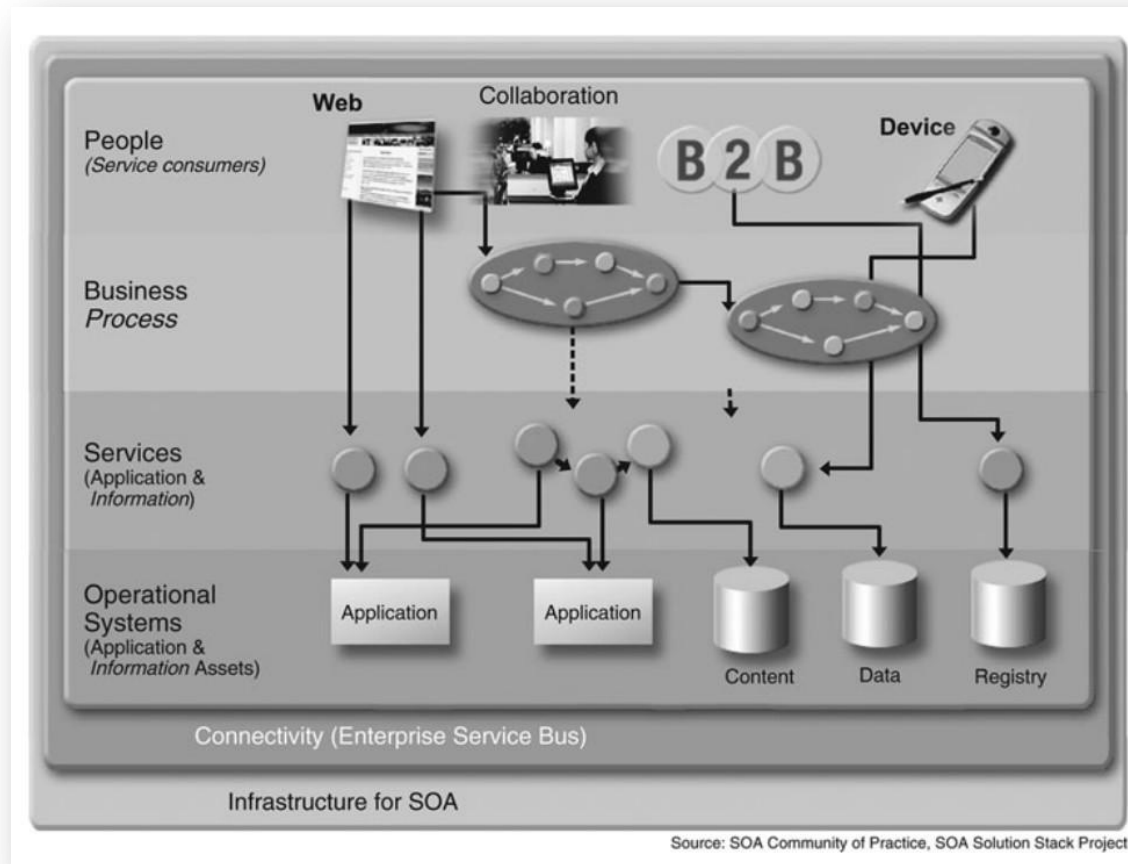 Web
Collaboration
Device
People
(Service consumers)
B 2 B
Business
Process
Services
(Application &
Information)
Operational
Systems
(Application &
Information Assets)
Application
Application
Content
Data
Registry
Connectivity (Enterprise Service Bus)
Infrastructure for SOA
Source: SOA Community of Practice, SOA Solution Stack Project